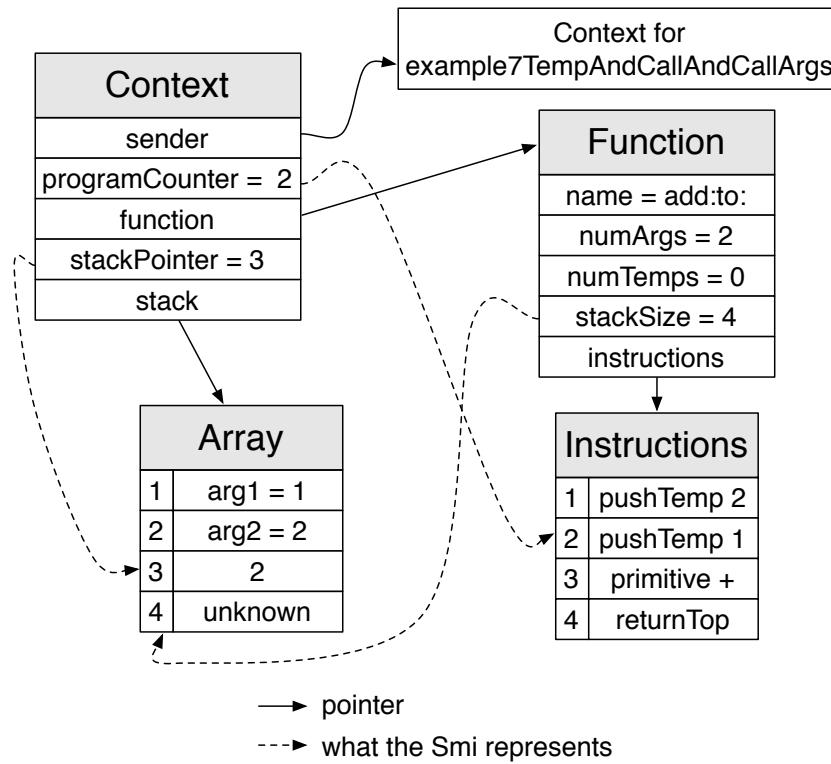 Context for
example7TempAndCallAndCallArgs
Context
sender
programCounter = 2
function
stackPointer = 3
stack
Function
name = add:to:
numArgs = 2
numTemps = 0
stackSize = 4
instructions
Array
1 arg1 = 1
2 arg2 = 2
3 2
4 unknown
Instructions
1 pushTemp 2
2 pushTemp 1
3 primitive +
4 returnTop
pointer
what the Smi represents